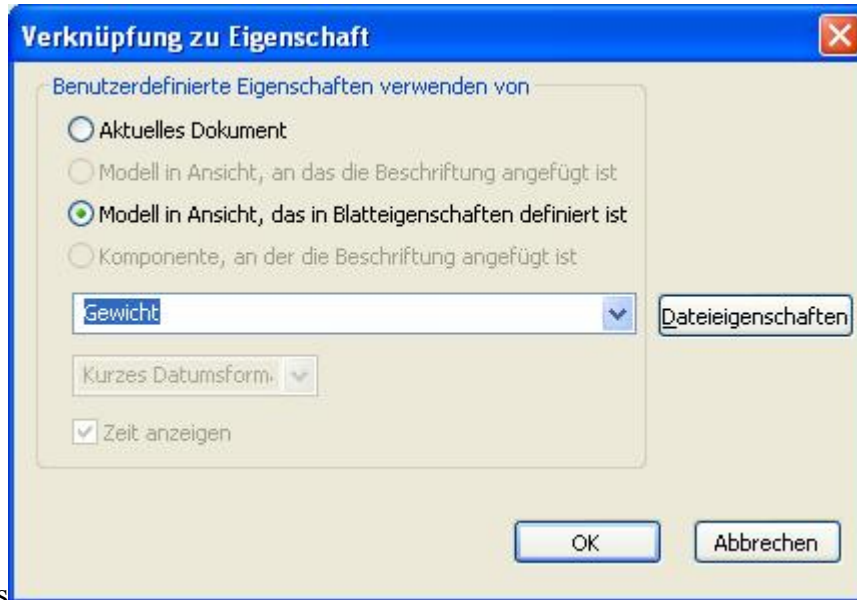 Verknüpfung zu Eigenschaft
Benutzerdefinierte Eigenschaften verwenden von
Aktuelles Dokument
Modell in Ansicht, an das die Beschriftung angefügt ist
Modell in Ansicht, das in Blatteigenschaften definiert ist
Komponente, an der die Beschriftung angefügt ist
Gewicht
Dateieigenschaften
Kurzes Datumsform
Zeit anzeigen
OK Abbrechen
s